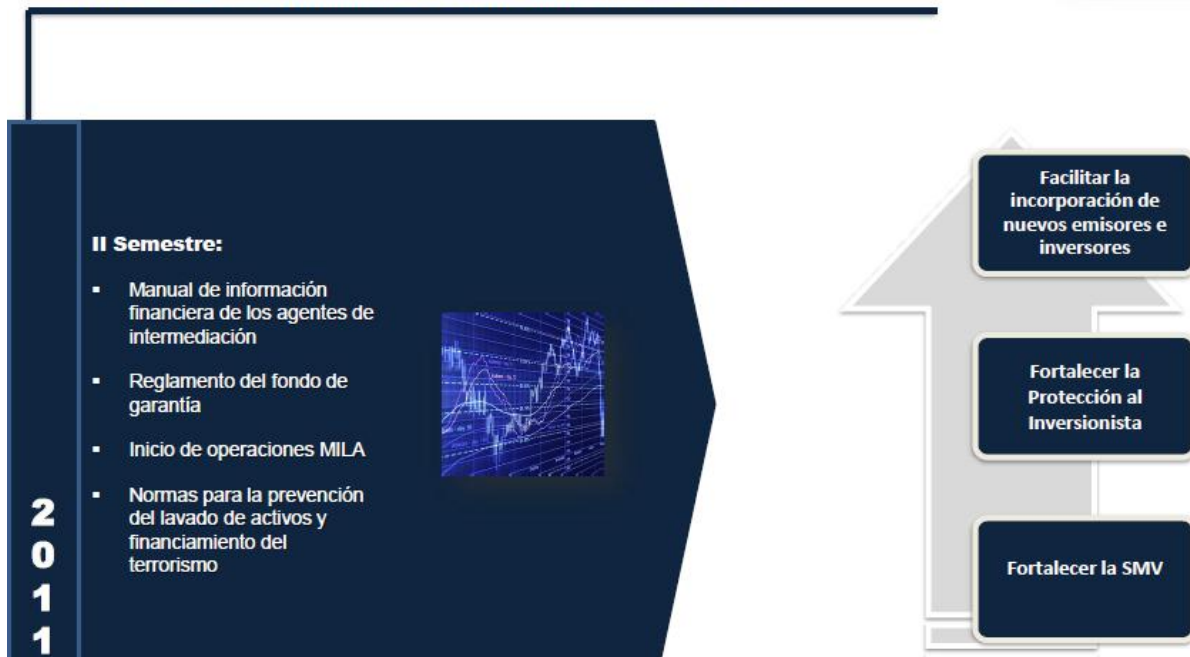 2
0
1
1
II Semestre:
▪ Manual de información
financiera de los agentes de
intermediación
▪ Reglamento del fondo de
garantía
▪ Inicio de operaciones MILA
▪ Normas para la prevención
del lavado de activos y
financiamiento del
terrorismo
Facilitar la
incorporación de
nuevos emisores e
inversores
Fortalecer la
Protección al
Inversionista
Fortalecer la SMV